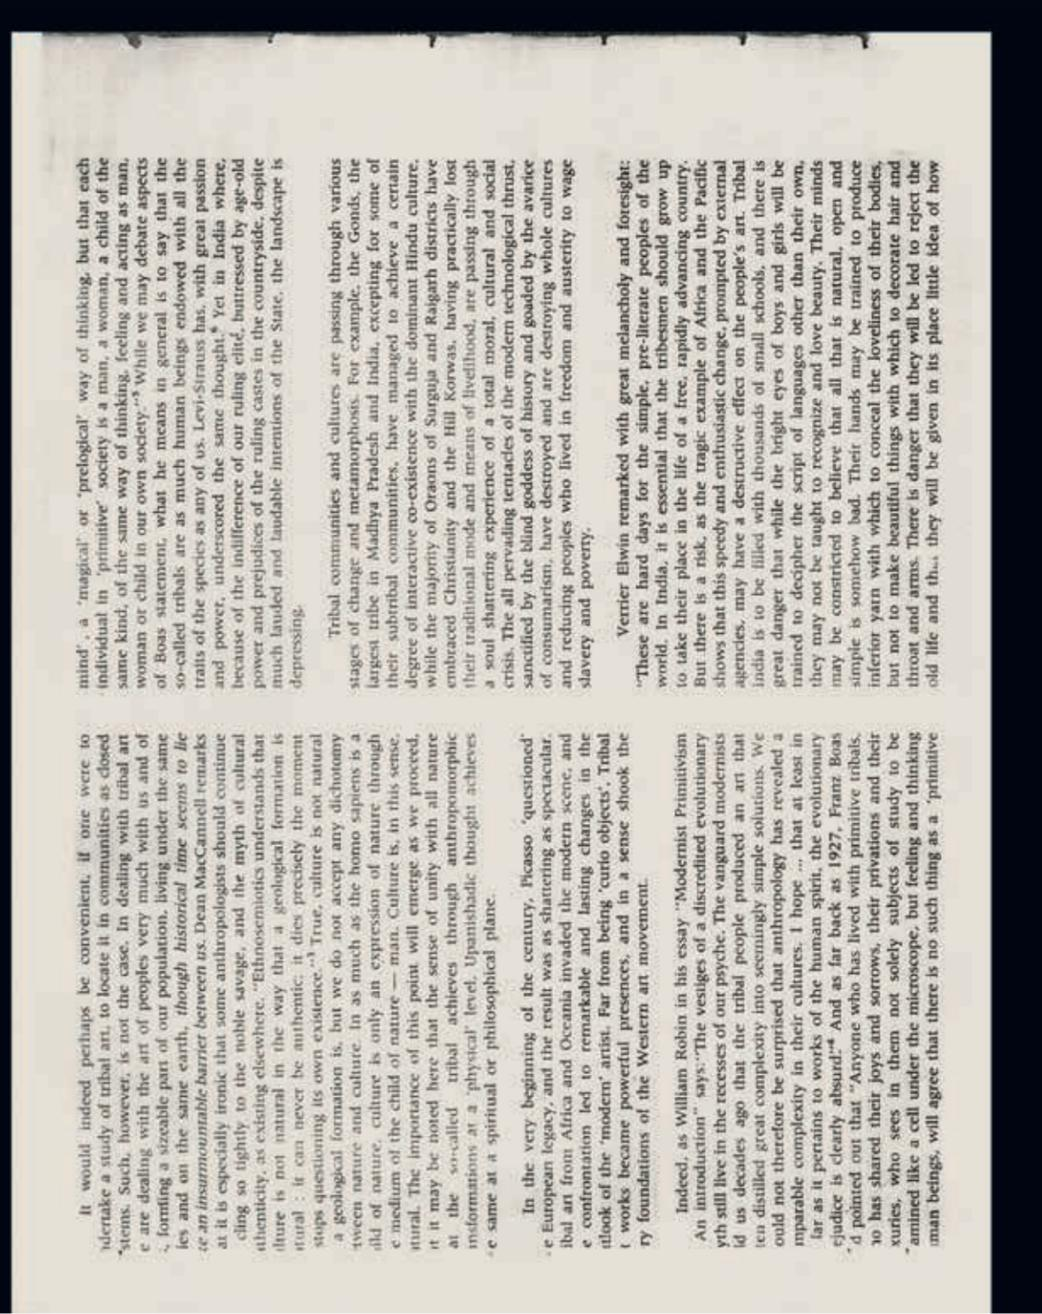 It would indeed perhaps be convenient, if one were to
ndertake a study of tribal art, to locate it in communities as closed
stems. Such, however, is not the case. In dealing with tribal art
e are dealing with the art of peoples very much with us and of
, forming a sizeable part of our population, living under the same
ies and on the same earth, though historical time seems to lie
te an insurmountable barrier between us. Dean MacCannell remarks
at it is especially ironic that some anthropologists should continue
cling so tightly to the noble savage, and the myth of cultural
thenticity, as existing elsewhere. "Ethnosemiotics understands that
lture is not natural in the way that a geological formation is
tural : it can never be authentic; it dies precisely the moment
stops questioning its own existence."³ True, culture is not natural
a geological formation is, but we do not accept any dichotomy
tween nature and culture. In as much as the homo sapiens is a
ild of nature, culture is only an expression of nature through
e medium of the child of nature — man. Culture is, in this sense,
tural. The importance of this point will emerge as we proceed,
t it may be noted here that the sense of unity with all nature
at the so-called tribal achieves through anthropomorphic
nsformations at a 'physical' level, Upanishadic thought achieves
e same at a spiritual or philosophical plane.
In the very beginning of the century, Picasso 'questioned'
e European legacy, and the result was as shattering as spectacular.
ibal art from Africa and Oceania invaded the modern scene, and
e confrontation led to remarkable and lasting changes in the
tlook of the 'modern' artist. Far from being 'curio objects', Tribal
t works became powerful presences, and in a sense shook the
ry foundations of the Western art movement.
Indeed, as William Robin in his essay "Modernist Primitivism
An introduction" says: "The vestiges of a discredited evolutionary
yth still live in the recesses of our psyche. The vanguard modernists
ld us decades ago that the tribal people produced an art that
ten distilled great complexity into seemingly simple solutions. We
ould not therefore be surprised that anthropology has revealed a
mparable complexity in their cultures. I hope ... that at least in
far as it pertains to works of the human spirit, the evolutionary
ejudice is clearly absurd."⁴ And as far back as 1927, Franz Boas
d pointed out that "Anyone who has lived with primitive tribals,
ho has shared their joys and sorrows, their privations and their
xuries, who sees in them not solely subjects of study to be
amined like a cell under the microscope, but feeling and thinking
man beings, will agree that there is no such thing as a 'primitive
mind', a 'magical' or 'prelogical' way of thinking, but that each
individual in 'primitive' society is a man, a woman, a child of the
same kind, of the same way of thinking, feeling and acting as man,
woman or child in our own society."⁵ While we may debate aspects
of Boas statement, what he means in general is to say that the
so-called tribals are as much human beings endowed with all the
traits of the species as any of us. Levi-Strauss has, with great passion
and power, underscored the same thought.⁶ Yet in India where,
because of the indifference of our ruling elite, buttressed by age-old
power and prejudices of the ruling castes in the countryside, despite
much lauded and laudable intentions of the State, the landscape is
depressing.
Tribal communities and cultures are passing through various
stages of change and metamorphosis. For example, the Gonds, the
largest tribe in Madhya Pradesh and India, excepting for some of
their subtribal communities, have managed to achieve a certain
degree of interactive co-existence with the dominant Hindu culture,
while the majority of Oraons of Surguja and Raigarh districts have
embraced Christianity and the Hill Korwas, having practically lost
their traditional mode and means of livelihood, are passing through
a soul shattering experience of a total moral, cultural and social
crisis. The all pervading tentacles of the modern technological thrust,
sanctified by the blind goddess of history and goaded by the avarice
of consumarism, have destroyed and are destroying whole cultures
and reducing peoples who lived in freedom and austerity to wage
slavery and poverty.
Verrier Elwin remarked with great melancholy and foresight:
"These are hard days for the simple, pre-literate peoples of the
world. In India, it is essential that the tribesmen should grow up
to take their place in the life of a free, rapidly advancing country.
But there is a risk, as the tragic example of Africa and the Pacific
shows that this speedy and enthusiastic change, prompted by external
agencies, may have a destructive effect on the people's art. Tribal
India is to be filled with thousands of small schools, and there is
great danger that while the bright eyes of boys and girls will be
trained to decipher the script of languages other than their own,
they may not be taught to recognize and love beauty. Their minds
may be constricted to believe that all that is natural, open and
simple is somehow bad. Their hands may be trained to produce
inferior yarn with which to conceal the loveliness of their bodies,
but not to make beautiful things with which to decorate hair and
throat and arms. There is danger that they will be led to reject the
old life and th... they will be given in its place little idea of how